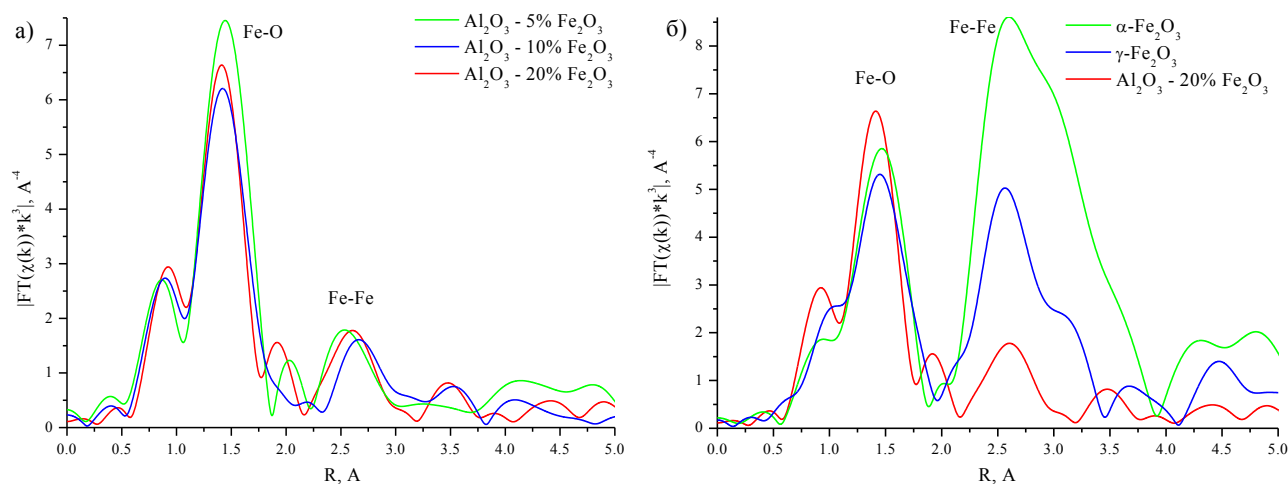 а)
Fe-O
Fe-Fe
Al₂O₃ - 5% Fe₂O₃
Al₂O₃ - 10% Fe₂O₃
Al₂O₃ - 20% Fe₂O₃
|FT(χ(k))*k³|, A⁻⁴
7
6
5
4
3
2
1
0
0.0 0.5 1.0 1.5 2.0 2.5 3.0 3.5 4.0 4.5 5.0
R, A
б)
Fe-Fe
Fe-O
α-Fe₂O₃
γ-Fe₂O₃
Al₂O₃ - 20% Fe₂O₃
|FT(χ(k))*k³|, A⁻⁴
8
7
6
5
4
3
2
1
0
0.0 0.5 1.0 1.5 2.0 2.5 3.0 3.5 4.0 4.5 5.0
R, A